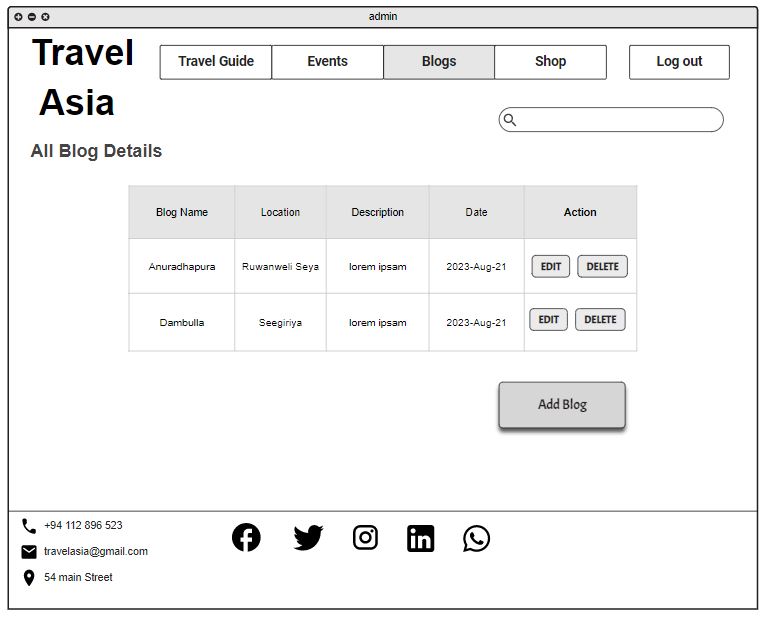 admin
Travel
Asia
Travel Guide Events Blogs Shop Log out
All Blog Details
Blog Name Location Description Date Action
Anuradhapura Ruwanweli Seya lorem ipsam 2023-Aug-21 EDIT DELETE
Dambulla Seegiriya lorem ipsam 2023-Aug-21 EDIT DELETE
Add Blog
+94 112 896 523
travelasia@gmail.com
54 main Street